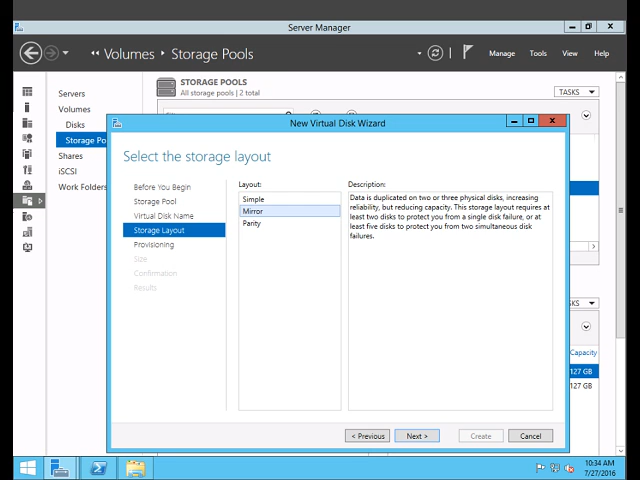 Server Manager
Volumes
Storage Pools
Manage
Tools
View
Help
Servers
Volumes
Disks
Storage Po
Shares
iSCSI
Work Folders
STORAGE POOLS
All storage pools | 2 total
TASKS
New Virtual Disk Wizard
Select the storage layout
Before You Begin
Storage Pool
Virtual Disk Name
Storage Layout
Provisioning
Size
Confirmation
Results
Layout:
Simple
Mirror
Parity
Description:
Data is duplicated on two or three physical disks, increasing
reliability, but reducing capacity. This storage layout requires at
least two disks to protect you from a single disk failure, or at
least five disks to protect you from two simultaneous disk
failures.
< Previous
Next >
Create
Cancel
SKS
Capacity
127 GB
127 GB
10:34 AM
7/27/2016